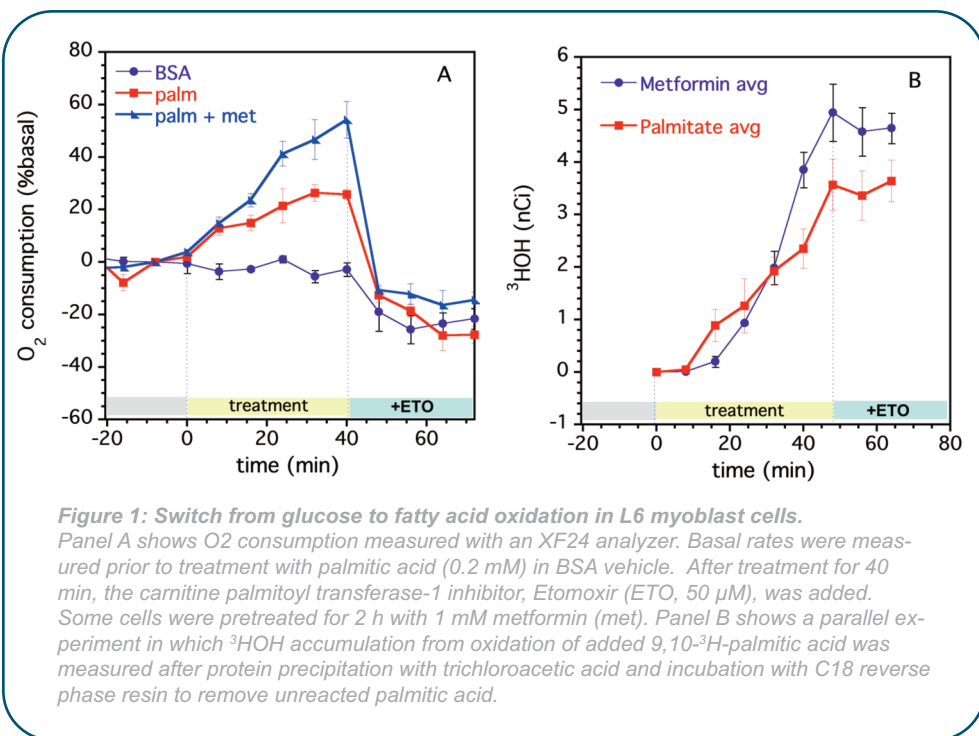 80
60
40
20
0
-20
-40
-60
O2 consumption (%basal)
BSA
palm
palm + met
A
treatment
+ETO
-20 0 20 40 60
time (min)
6
5
4
3
2
1
0
-1
³HOH (nCi)
Metformin avg
Palmitate avg
B
treatment
+ETO
-20 0 20 40 60 80
time (min)
Figure 1: Switch from glucose to fatty acid oxidation in L6 myoblast cells.
Panel A shows O2 consumption measured with an XF24 analyzer. Basal rates were meas-
ured prior to treatment with palmitic acid (0.2 mM) in BSA vehicle. After treatment for 40
min, the carnitine palmitoyl transferase-1 inhibitor, Etomoxir (ETO, 50 µM), was added.
Some cells were pretreated for 2 h with 1 mM metformin (met). Panel B shows a parallel ex-
periment in which ³HOH accumulation from oxidation of added 9,10-³H-palmitic acid was
measured after protein precipitation with trichloroacetic acid and incubation with C18 reverse
phase resin to remove unreacted palmitic acid.